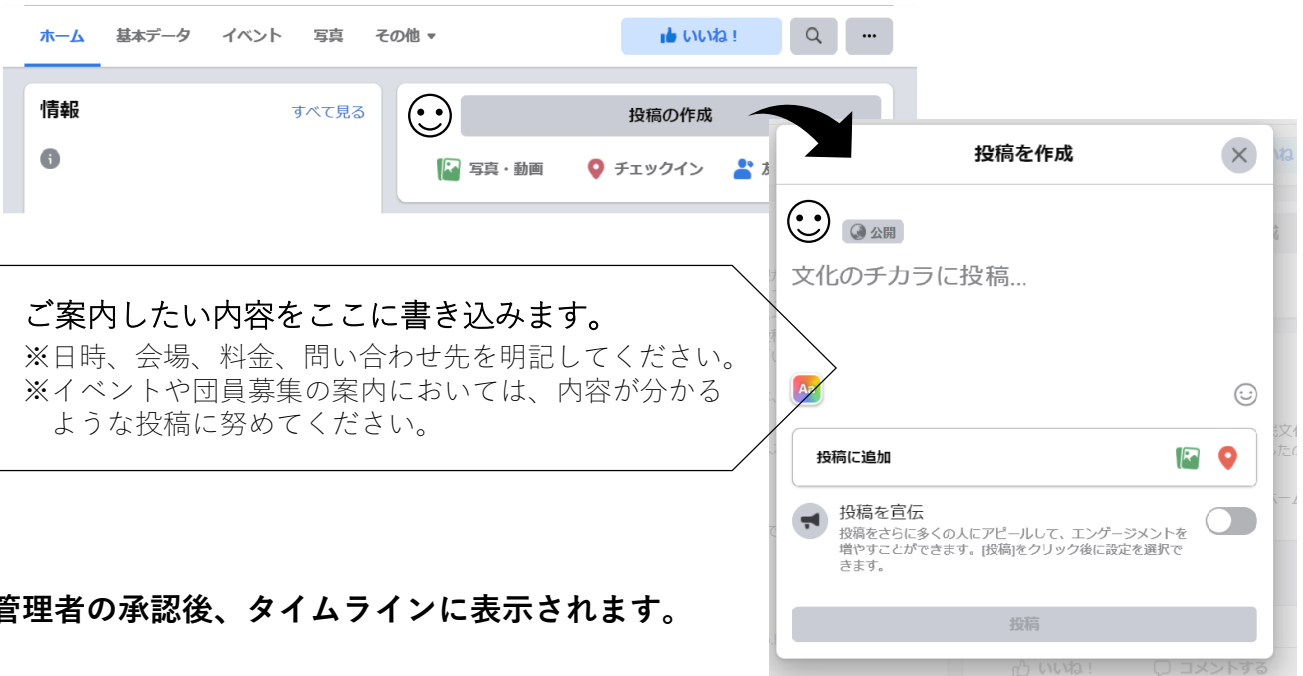 ホーム 基本データ イベント 写真 その他 ▾ いいね！ ...
情報 すべて見る
投稿の作成
写真・動画 チェックイン
投稿を作成
公開
文化のチカラに投稿...
Aa
投稿に追加
投稿を宣伝
投稿をさらに多くの人にアピールして、エンゲージメントを
増やすことができます。[投稿]をクリック後に設定を選択で
きます。
投稿
いいね！ コメントする
ご案内したい内容をここに書き込みます。
※日時、会場、料金、問い合わせ先を明記してください。
※イベントや団員募集の案内においては、内容が分かる
ような投稿に努めてください。
管理者の承認後、タイムラインに表示されます。